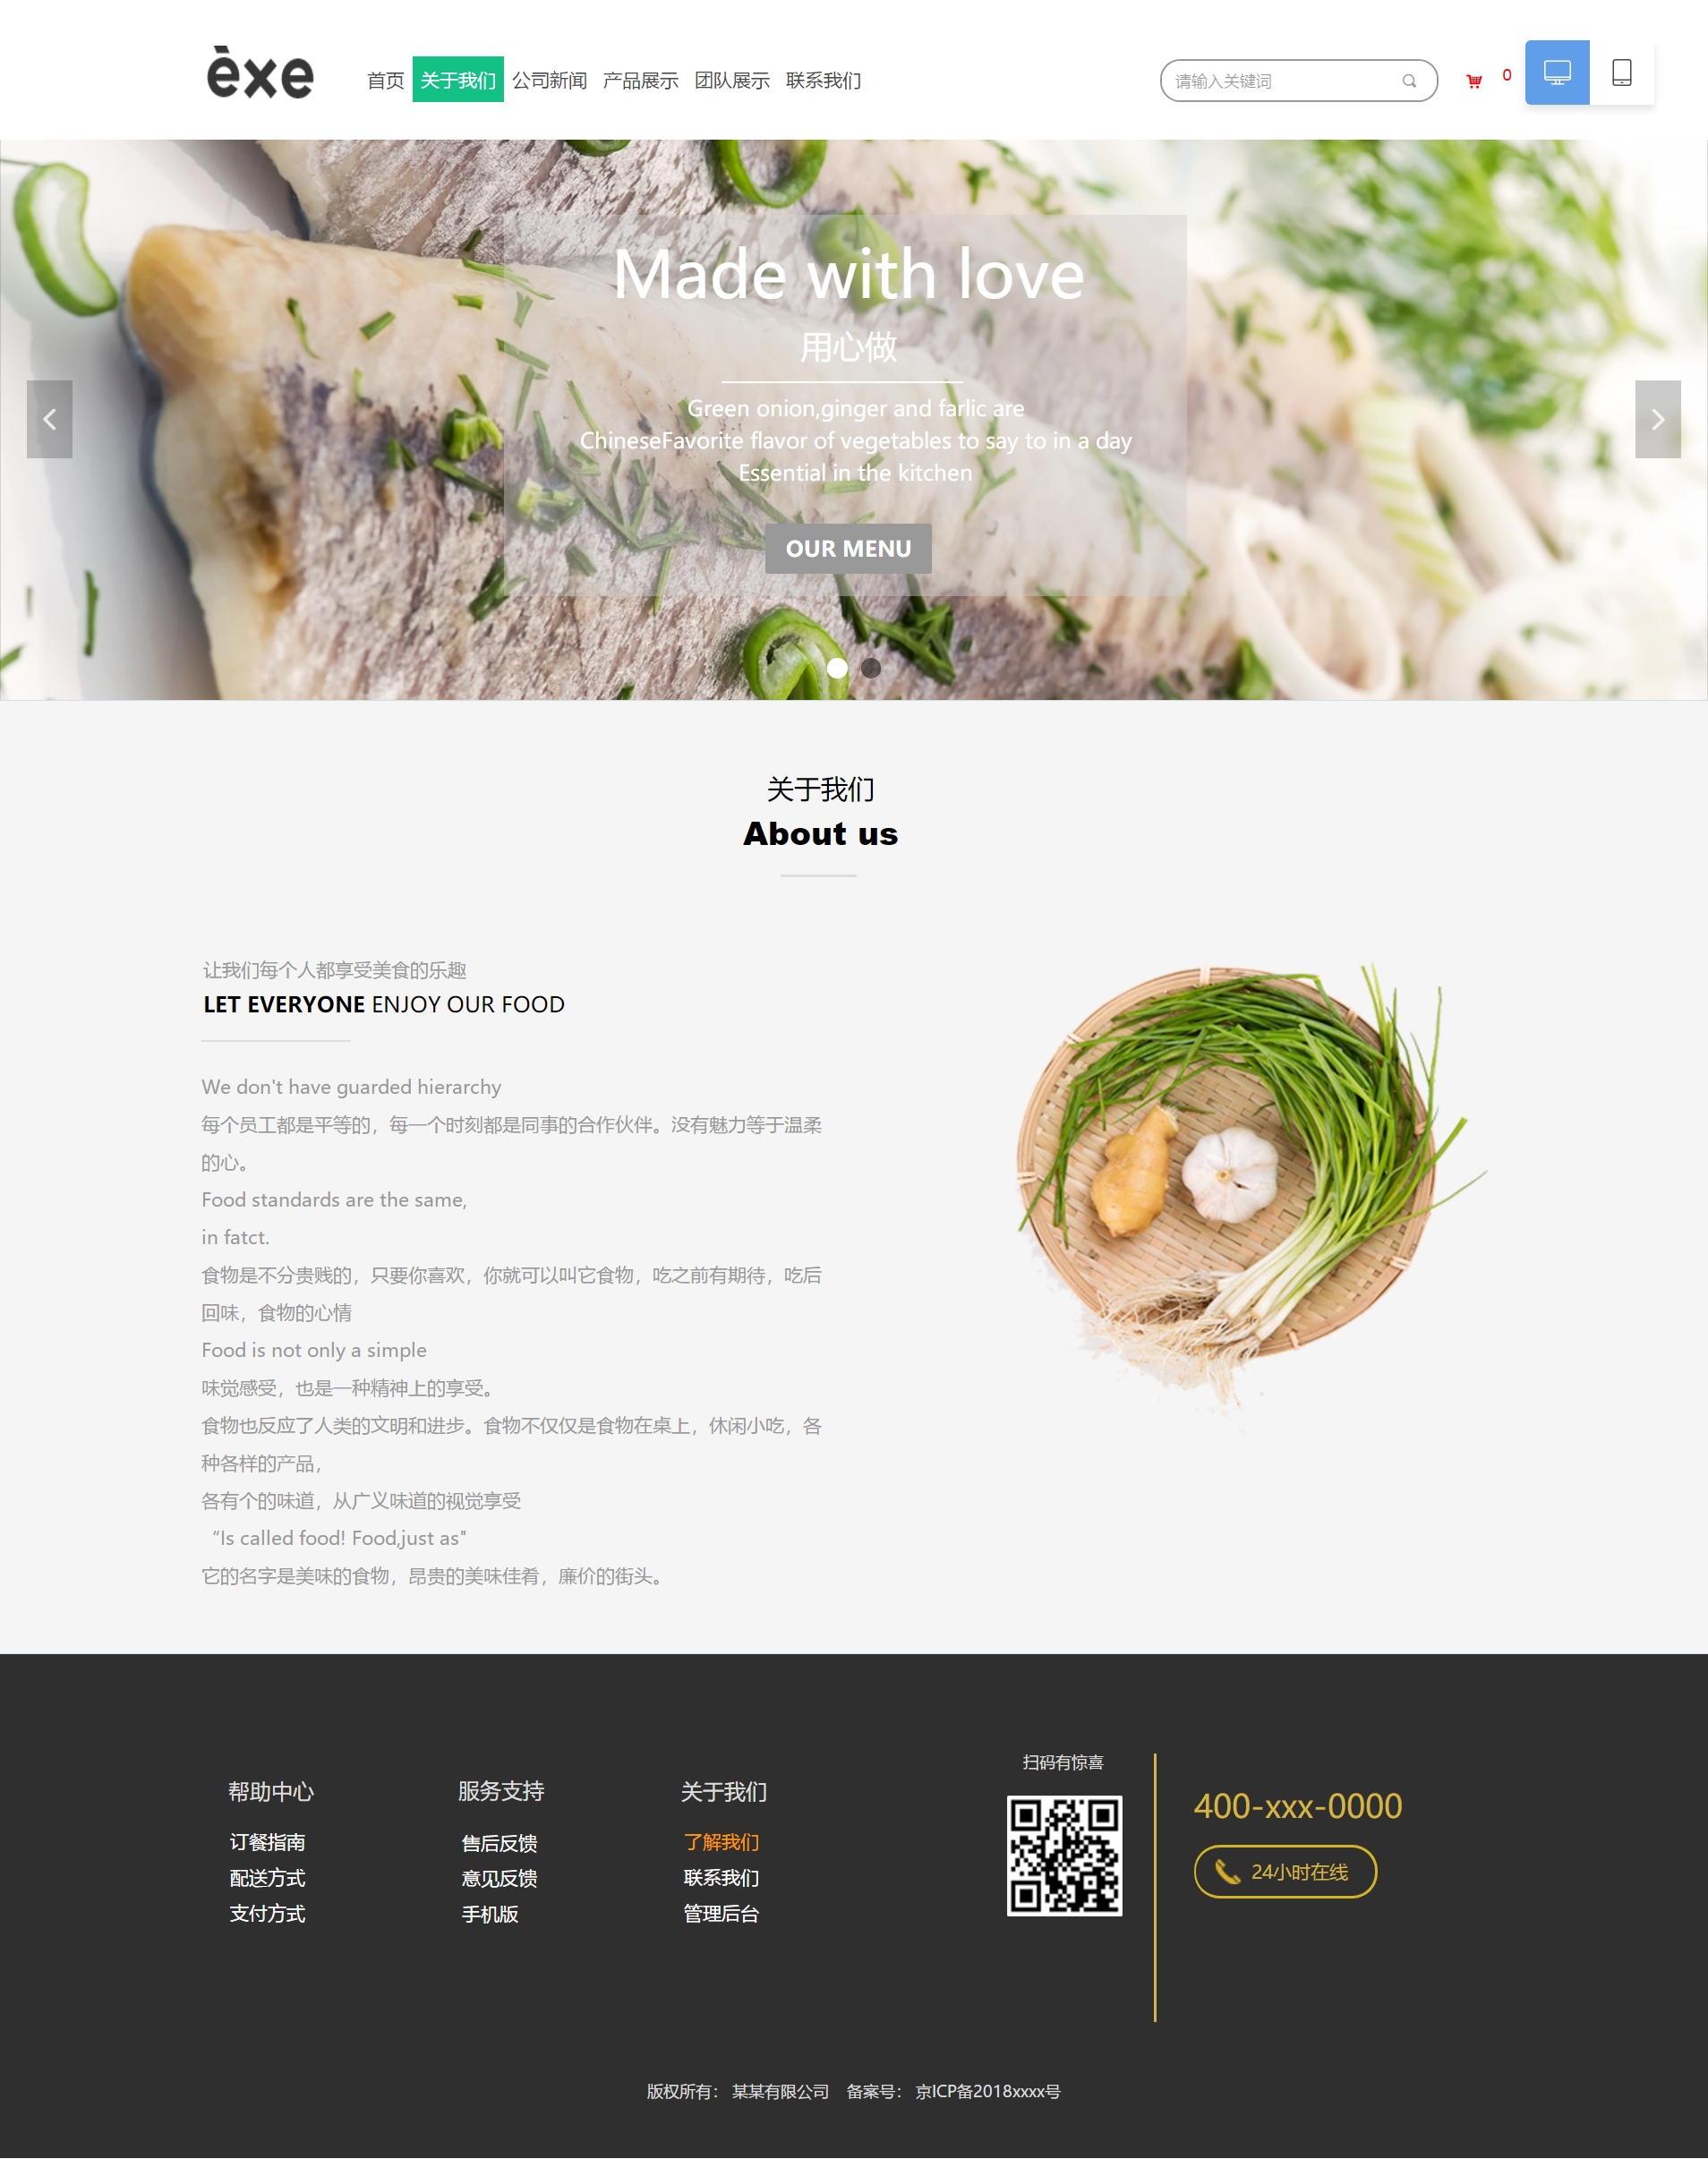 èxe
首页 关于我们 公司新闻 产品展示 团队展示 联系我们
请输入关键词
0
Made with love
用心做
Green onion,ginger and farlic are
ChineseFavorite flavor of vegetables to say to in a day
Essential in the kitchen
OUR MENU
关于我们
About us
让我们每个人都享受美食的乐趣
LET EVERYONE ENJOY OUR FOOD
We don't have guarded hierarchy
每个员工都是平等的，每一个时刻都是同事的合作伙伴。没有魅力等于温柔
的心。
Food standards are the same,
in fatct.
食物是不分贵贱的，只要你喜欢，你就可以叫它食物，吃之前有期待，吃后
回味，食物的心情
Food is not only a simple
味觉感受，也是一种精神上的享受。
食物也反应了人类的文明和进步。食物不仅仅是食物在桌上，休闲小吃，各
种各样的产品，
各有个的味道，从广义味道的视觉享受
“Is called food! Food,just as"
它的名字是美味的食物，昂贵的美味佳肴，廉价的街头。
帮助中心
订餐指南
配送方式
支付方式
服务支持
售后反馈
意见反馈
手机版
关于我们
了解我们
联系我们
管理后台
扫码有惊喜
400-xxx-0000
24小时在线
版权所有： 某某有限公司 备案号： 京ICP备2018xxxx号